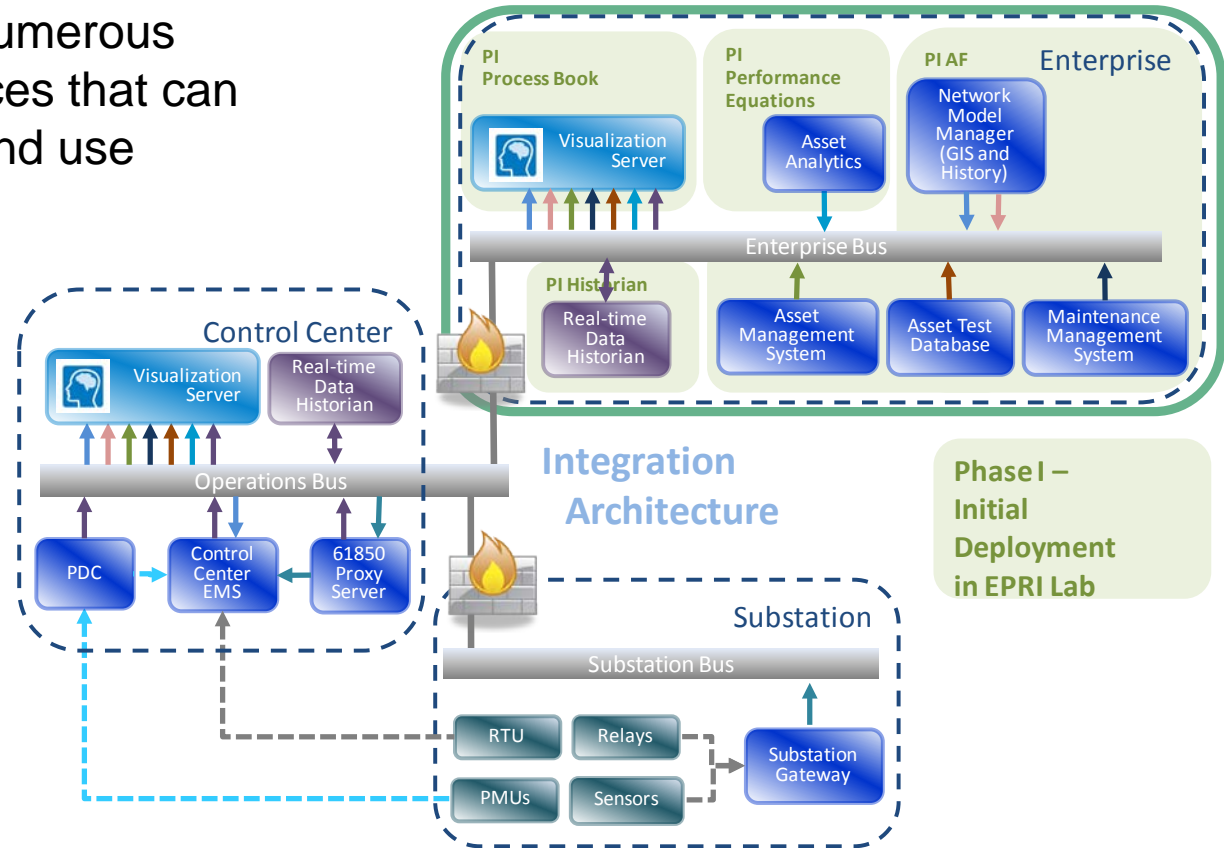 umerous
ces that can
nd use
PI
Process Book
PI
Performance
Equations
PI AF
Enterprise
Visualization
Server
Asset
Analytics
Network
Model
Manager
(GIS and
History)
Enterprise Bus
PI Historian
Real-time
Data
Historian
Asset
Management
System
Asset Test
Database
Maintenance
Management
System
Control Center
Visualization
Server
Real-time
Data
Historian
Operations Bus
PDC
Control
Center
EMS
61850
Proxy
Server
Integration
Architecture
Phase I –
Initial
Deployment
in EPRI Lab
Substation
Substation Bus
RTU
Relays
PMUs
Sensors
Substation
Gateway